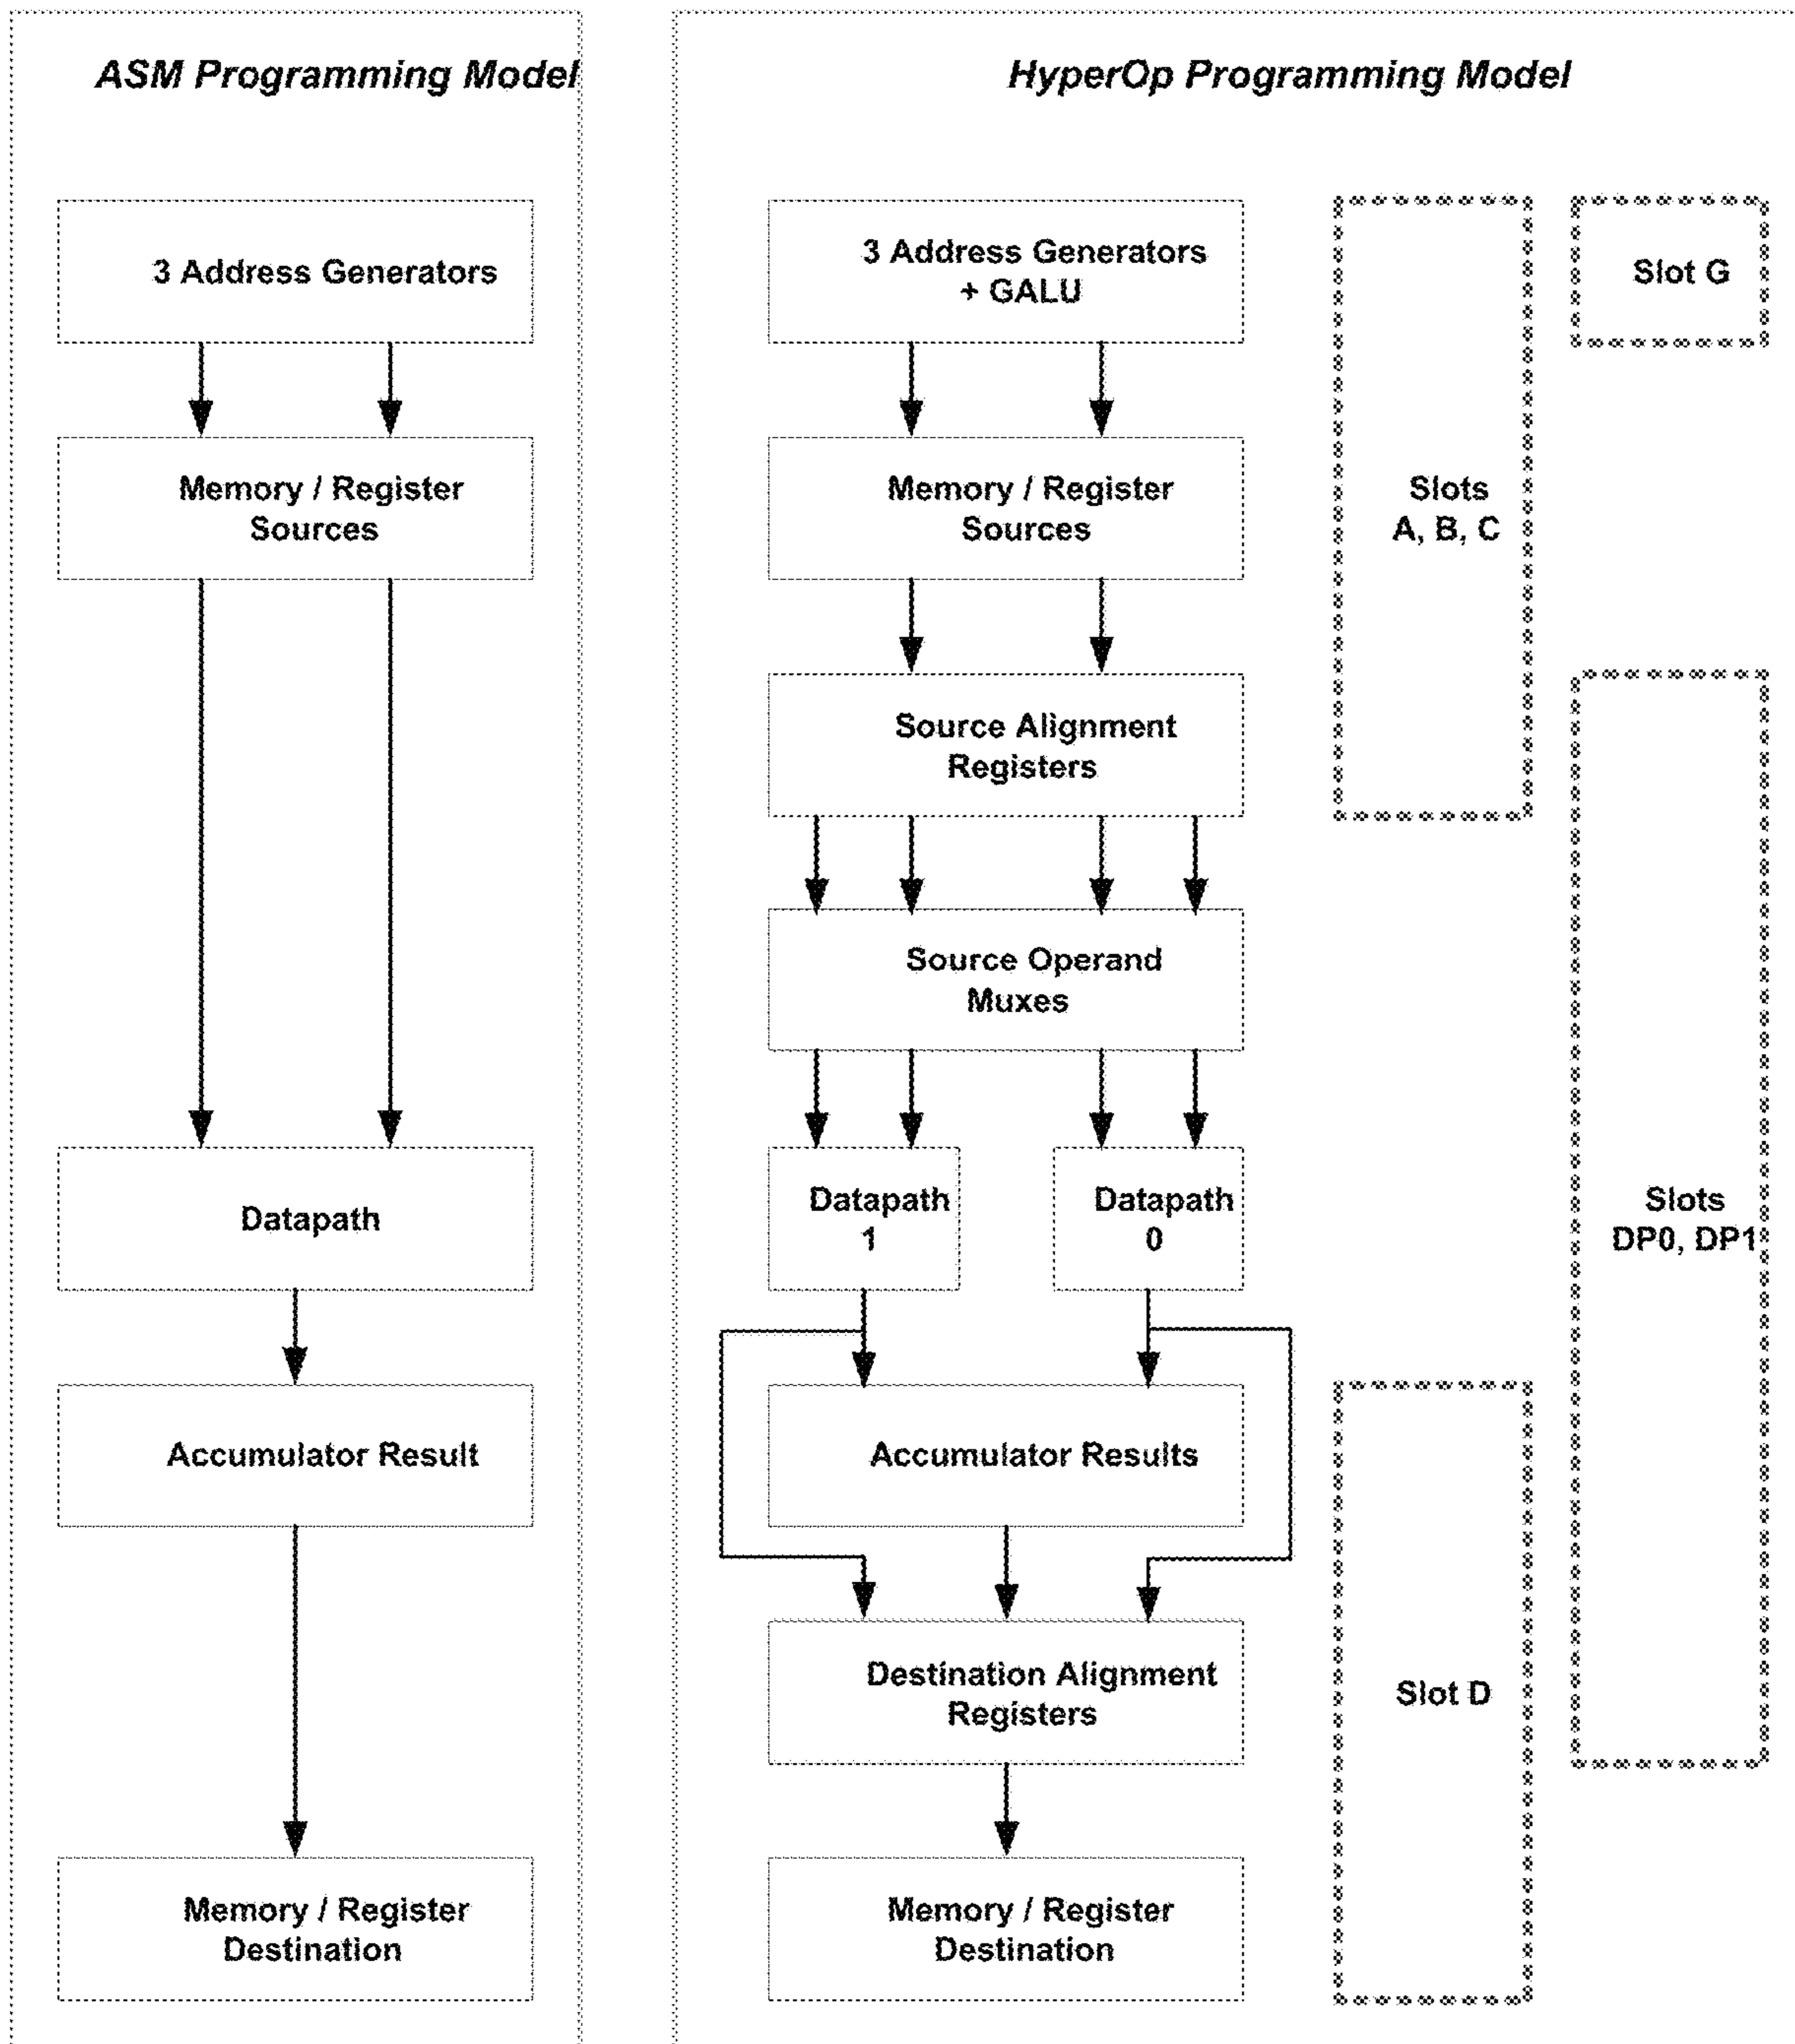 ASM Programming Model
3 Address Generators
Memory / Register
Sources
Datapath
Accumulator Result
Memory / Register
Destination
HyperOp Programming Model
3 Address Generators
+ GALU
Memory / Register
Sources
Source Alignment
Registers
Source Operand
Muxes
Datapath
1
Datapath
0
Accumulator Results
Destination Alignment
Registers
Memory / Register
Destination
Slots
A, B, C
Slot D
Slot G
Slots
DP0, DP1